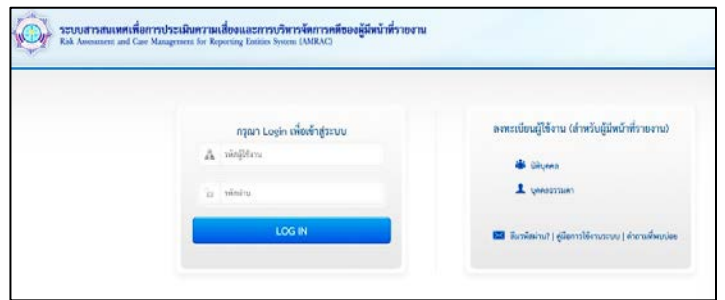 ระบบสารสนเทศเพื่อการประเมินความเสี่ยงและการบริหารจัดการคดีของผู้มีหน้าที่รายงาน
Risk Assessment and Case Management for Reporting Entities System (AMRAC)
กรุณา Login เพื่อเข้าสู่ระบบ
รหัสผู้ใช้งาน
รหัสผ่าน
LOG IN
ลงทะเบียนผู้ใช้งาน (สำหรับผู้มีหน้าที่รายงาน)
นิติบุคคล
บุคคลธรรมดา
ลืมรหัสผ่าน? | คู่มือการใช้งานระบบ | คำถามที่พบบ่อย